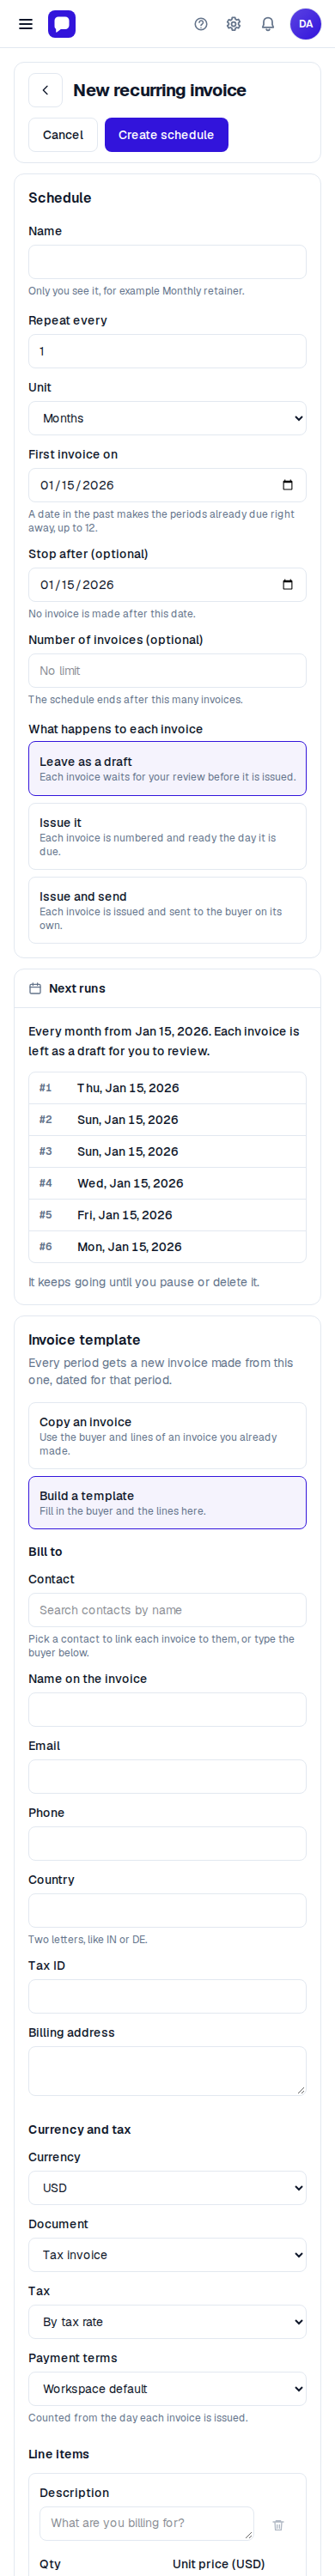 DA
New recurring invoice
Cancel
Create schedule
Schedule
Name
Only you see it, for example Monthly retainer.
Repeat every
1
Unit
Months
First invoice on
01/15/2026
A date in the past makes the periods already due right
away, up to 12.
Stop after (optional)
01/15/2026
No invoice is made after this date.
Number of invoices (optional)
No limit
The schedule ends after this many invoices.
What happens to each invoice
Leave as a draft
Each invoice waits for your review before it is issued.
Issue it
Each invoice is numbered and ready the day it is
due.
Issue and send
Each invoice is issued and sent to the buyer on its
own.
Next runs
Every month from Jan 15, 2026. Each invoice is
left as a draft for you to review.
#1 Thu, Jan 15, 2026
#2 Sun, Jan 15, 2026
#3 Sun, Jan 15, 2026
#4 Wed, Jan 15, 2026
#5 Fri, Jan 15, 2026
#6 Mon, Jan 15, 2026
It keeps going until you pause or delete it.
Invoice template
Every period gets a new invoice made from this
one, dated for that period.
Copy an invoice
Use the buyer and lines of an invoice you already
made.
Build a template
Fill in the buyer and the lines here.
Bill to
Contact
Search contacts by name
Pick a contact to link each invoice to them, or type the
buyer below.
Name on the invoice
Email
Phone
Country
Two letters, like IN or DE.
Tax ID
Billing address
Currency and tax
Currency
USD
Document
Tax invoice
Tax
By tax rate
Payment terms
Workspace default
Counted from the day each invoice is issued.
Line items
Description
What are you billing for?
Qty
Unit price (USD)